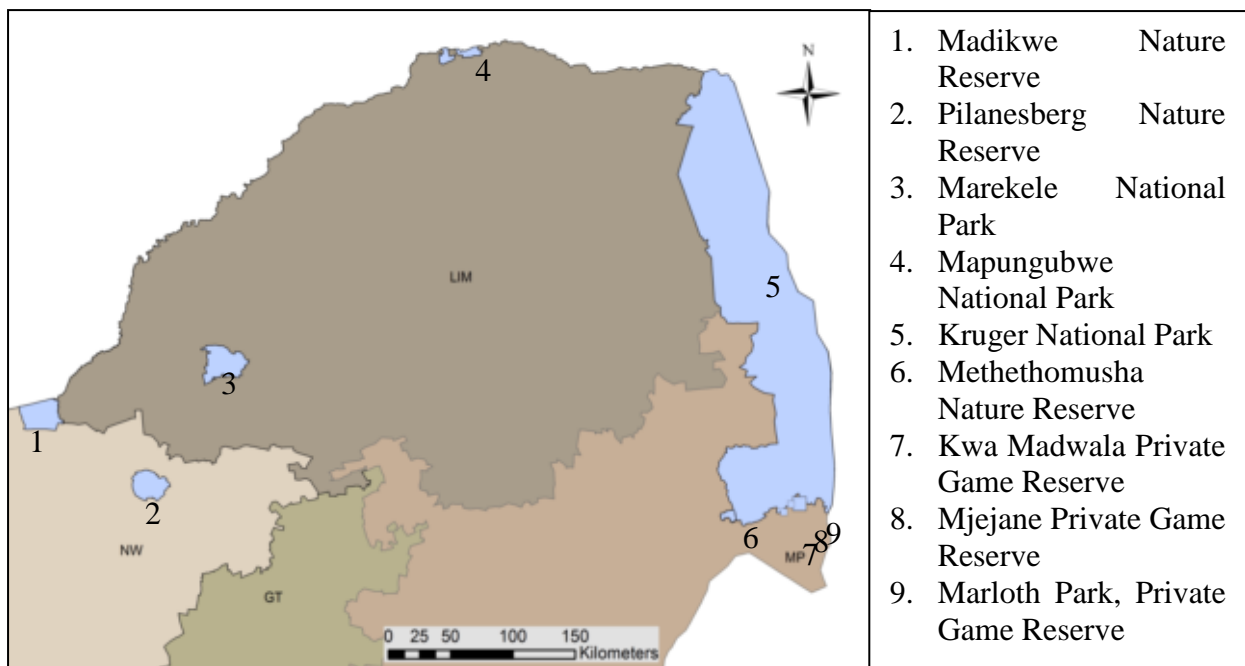 N
4
LIM
5
3
1
2
NW
6
7
8
9
MP
GT
0 25 50 100 150
Kilometers
1. Madikwe Nature
Reserve
2. Pilanesberg Nature
Reserve
3. Marekele National
Park
4. Mapungubwe
National Park
5. Kruger National Park
6. Methethomusha
Nature Reserve
7. Kwa Madwala Private
Game Reserve
8. Mjejane Private Game
Reserve
9. Marloth Park, Private
Game Reserve